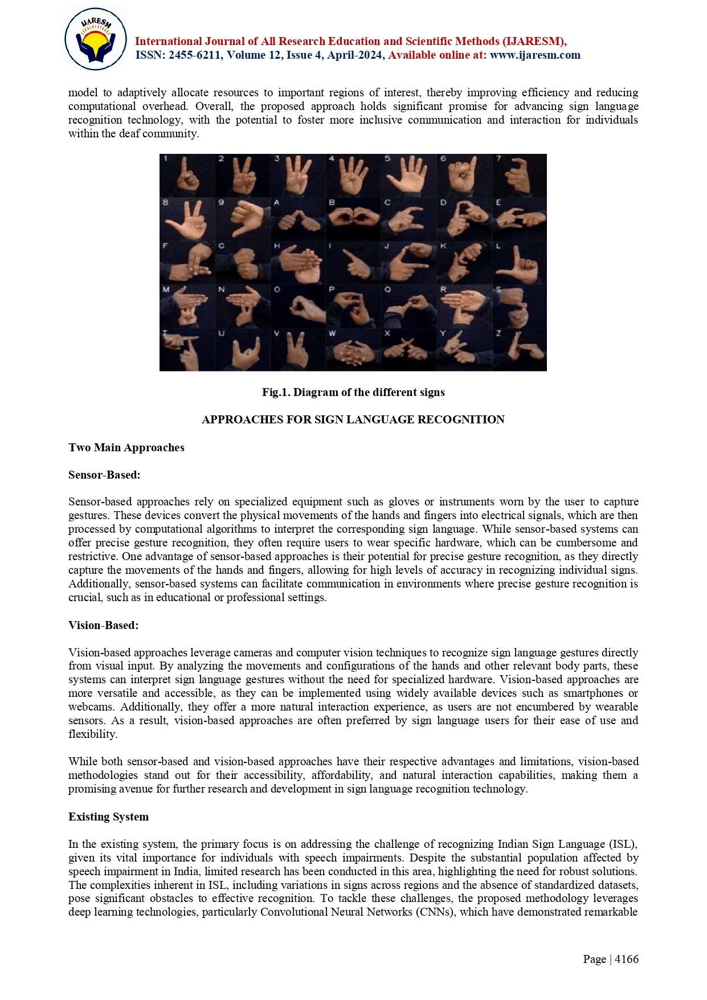 IJARESM
International Journal of All Research Education and Scientific Methods (IJARESM),
ISSN: 2455-6211, Volume 12, Issue 4, April-2024, Available online at: www.ijaresm.com
model to adaptively allocate resources to important regions of interest, thereby improving efficiency and reducing
computational overhead. Overall, the proposed approach holds significant promise for advancing sign language
recognition technology, with the potential to foster more inclusive communication and interaction for individuals
within the deaf community.
1 2 3 4 5 6 7
8 9 A B C D E
F G H I J K L
M N O P Q R S
T U V W X Y Z
Fig.1. Diagram of the different signs
APPROACHES FOR SIGN LANGUAGE RECOGNITION
Two Main Approaches
Sensor-Based:
Sensor-based approaches rely on specialized equipment such as gloves or instruments worn by the user to capture
gestures. These devices convert the physical movements of the hands and fingers into electrical signals, which are then
processed by computational algorithms to interpret the corresponding sign language. While sensor-based systems can
offer precise gesture recognition, they often require users to wear specific hardware, which can be cumbersome and
restrictive. One advantage of sensor-based approaches is their potential for precise gesture recognition, as they directly
capture the movements of the hands and fingers, allowing for high levels of accuracy in recognizing individual signs.
Additionally, sensor-based systems can facilitate communication in environments where precise gesture recognition is
crucial, such as in educational or professional settings.
Vision-Based:
Vision-based approaches leverage cameras and computer vision techniques to recognize sign language gestures directly
from visual input. By analyzing the movements and configurations of the hands and other relevant body parts, these
systems can interpret sign language gestures without the need for specialized hardware. Vision-based approaches are
more versatile and accessible, as they can be implemented using widely available devices such as smartphones or
webcams. Additionally, they offer a more natural interaction experience, as users are not encumbered by wearable
sensors. As a result, vision-based approaches are often preferred by sign language users for their ease of use and
flexibility.
While both sensor-based and vision-based approaches have their respective advantages and limitations, vision-based
methodologies stand out for their accessibility, affordability, and natural interaction capabilities, making them a
promising avenue for further research and development in sign language recognition technology.
Existing System
In the existing system, the primary focus is on addressing the challenge of recognizing Indian Sign Language (ISL),
given its vital importance for individuals with speech impairments. Despite the substantial population affected by
speech impairment in India, limited research has been conducted in this area, highlighting the need for robust solutions.
The complexities inherent in ISL, including variations in signs across regions and the absence of standardized datasets,
pose significant obstacles to effective recognition. To tackle these challenges, the proposed methodology leverages
deep learning technologies, particularly Convolutional Neural Networks (CNNs), which have demonstrated remarkable
Page | 4166